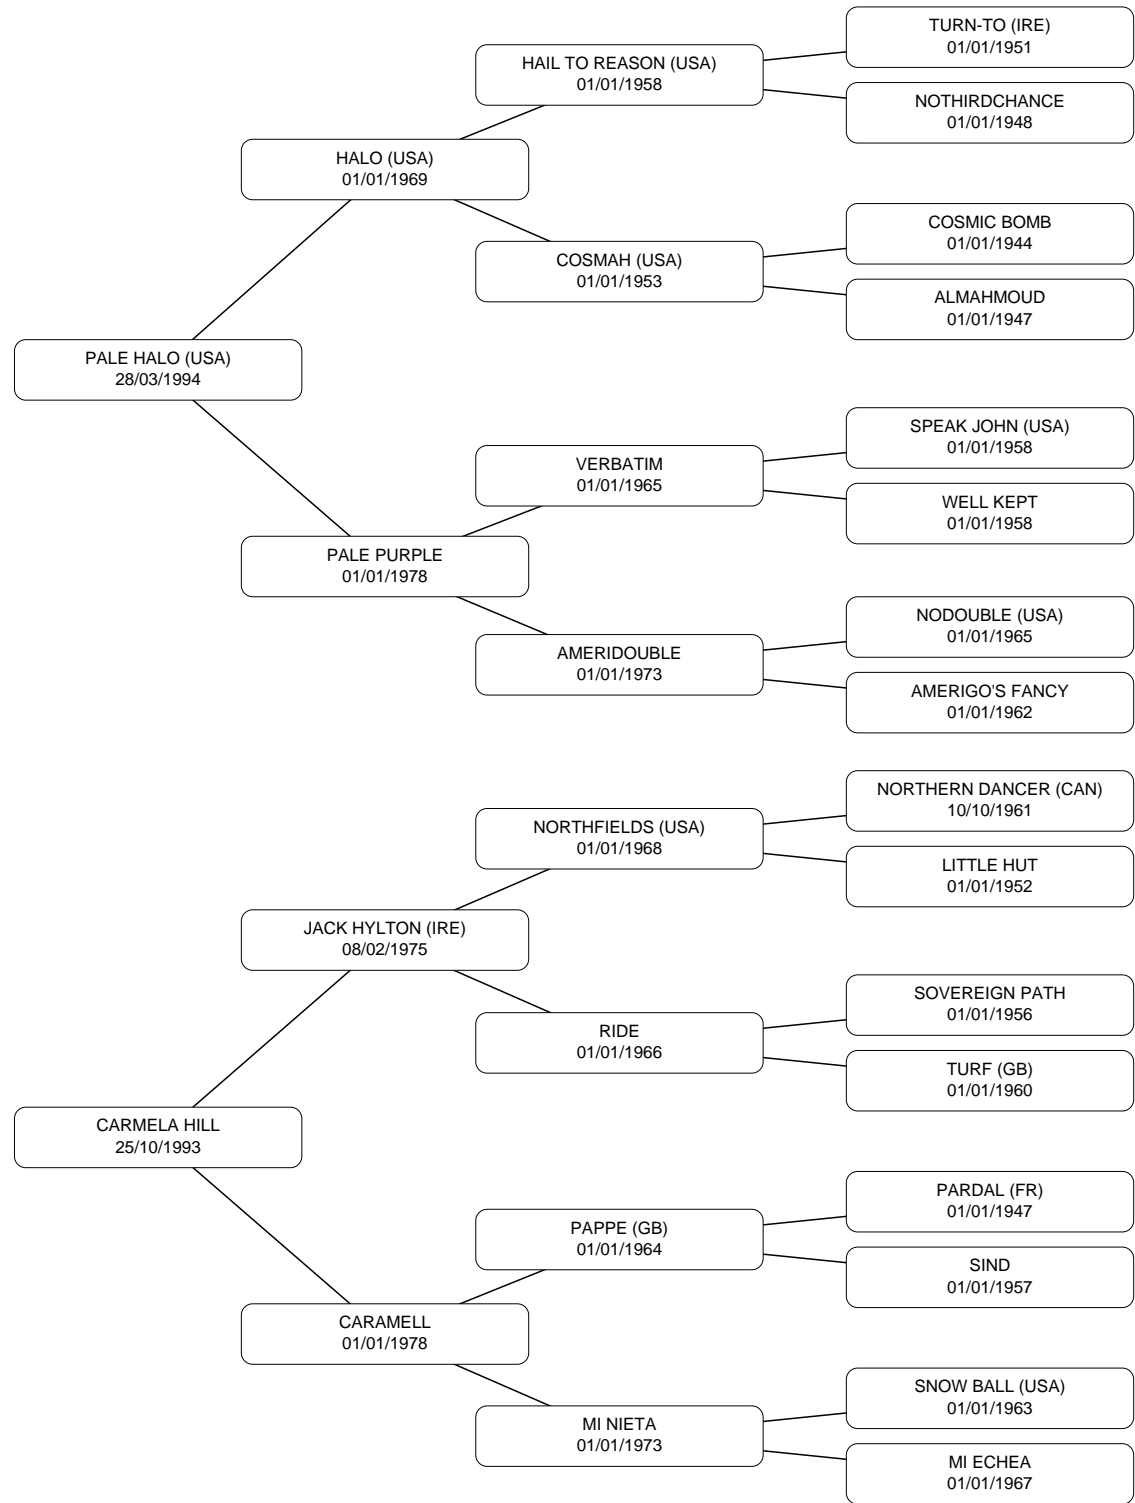 TURN-TO (IRE)
01/01/1951
HAIL TO REASON (USA)
01/01/1958
NOTHIRDCHANCE
01/01/1948
HALO (USA)
01/01/1969
COSMIC BOMB
01/01/1944
COSMAH (USA)
01/01/1953
ALMAHMOUD
01/01/1947
PALE HALO (USA)
28/03/1994
SPEAK JOHN (USA)
01/01/1958
VERBATIM
01/01/1965
WELL KEPT
01/01/1958
PALE PURPLE
01/01/1978
NODOUBLE (USA)
01/01/1965
AMERIDOUBLE
01/01/1973
AMERIGO'S FANCY
01/01/1962
NORTHERN DANCER (CAN)
10/10/1961
NORTHFIELDS (USA)
01/01/1968
LITTLE HUT
01/01/1952
JACK HYLTON (IRE)
08/02/1975
SOVEREIGN PATH
01/01/1956
RIDE
01/01/1966
TURF (GB)
01/01/1960
CARMELA HILL
25/10/1993
PARDAL (FR)
01/01/1947
PAPPE (GB)
01/01/1964
SIND
01/01/1957
CARAMELL
01/01/1978
SNOW BALL (USA)
01/01/1963
MI NIETA
01/01/1973
MI ECHEA
01/01/1967